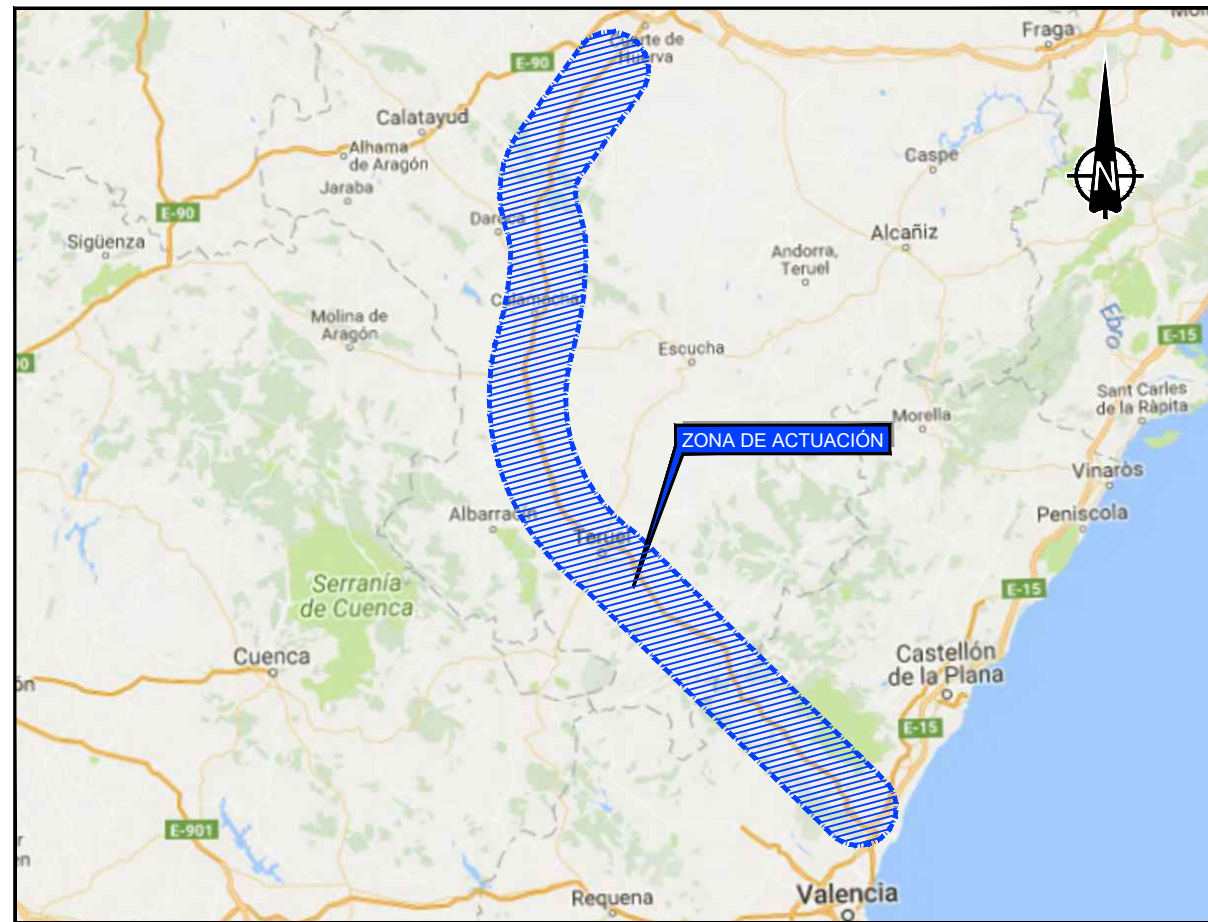 Fraga
E-90
Calatayud
Alhama
de Aragón
Jaraba
Caspe
N
E-90
Sigüenza
Daroca
Alcañiz
Andorra,
Teruel
Calamocha
Molina de
Aragón
Ebro
E-15
Escucha
Sant Carles
de la Ràpita
Morella
ZONA DE ACTUACIÓN
Vinaròs
Albarracín
Peniscola
Teruel
Serranía
de Cuenca
E-15
Cuenca
Castellón
de la Plana
E-15
E-901
Requena
Valencia